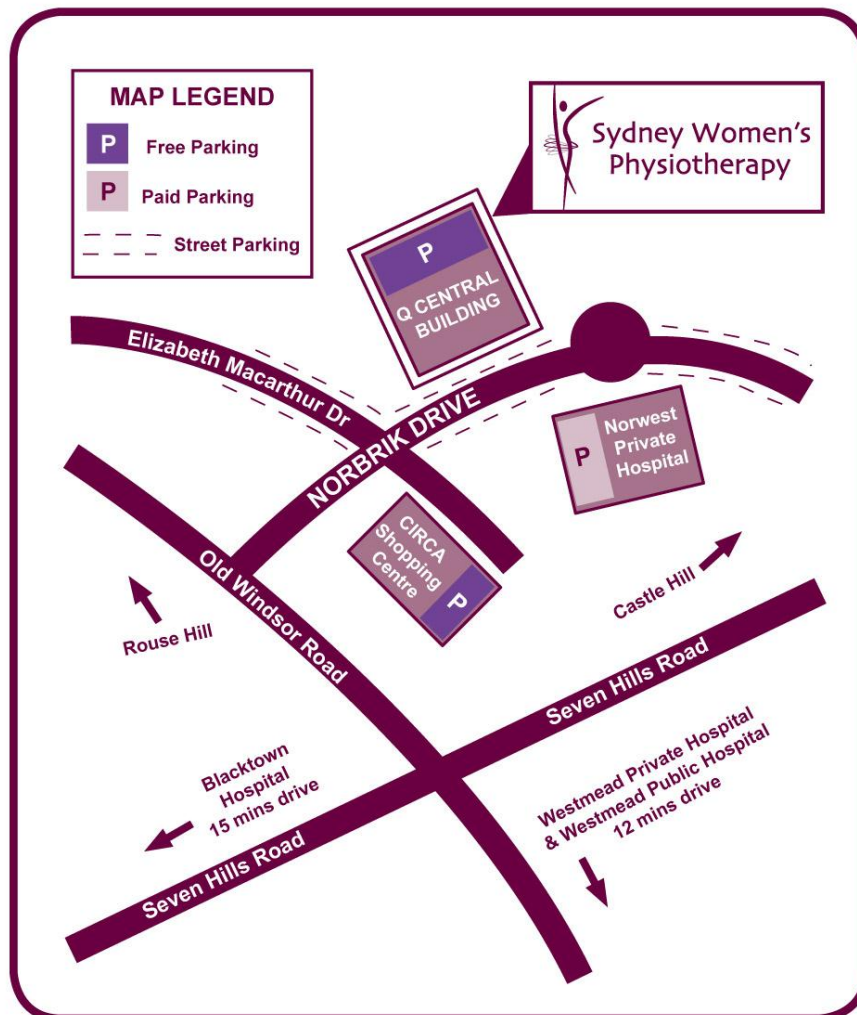 MAP LEGEND
P
Free Parking
P
Paid Parking
Street Parking
Sydney Women's
Physiotherapy
P
Q CENTRAL
BUILDING
Elizabeth Macarthur Dr
NORBRIK DRIVE
P
Norwest
Private
Hospital
CIRCA
Shopping
Centre
P
Old Windsor Road
Rouse Hill
Castle Hill
Seven Hills Road
Blacktown
Hospital
15 mins drive
Westmead Private Hospital
& Westmead Public Hospital
12 mins drive
Seven Hills Road